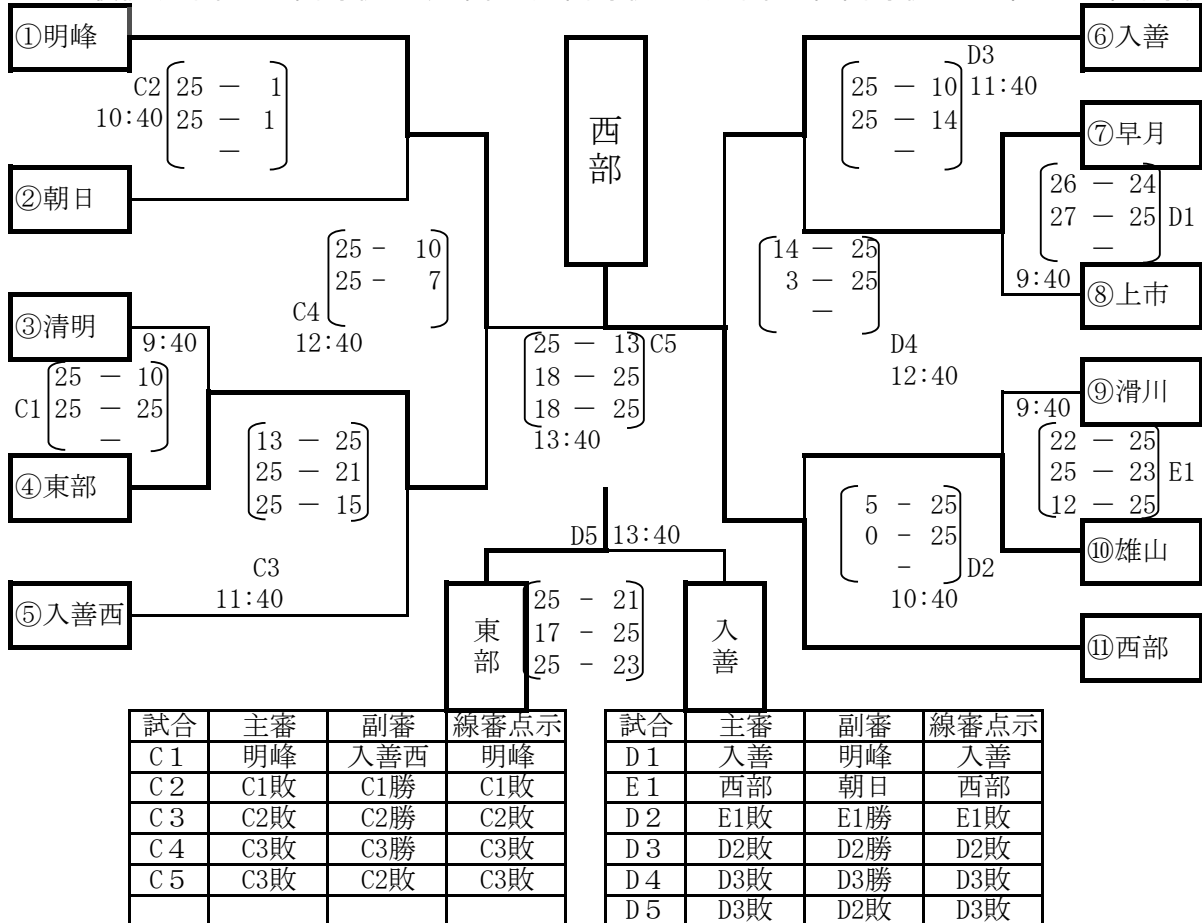 ①明峰
C2 25 － 1
10:40 25 － 1
－
②朝日
25 － 10
25 － 7
C4
12:40
③清明
9:40
25 － 10
C1 25 － 25
－
④東部
13 － 25
25 － 21
25 － 15
C3
11:40
⑤入善西
西部
25 － 13 C5
18 － 25
18 － 25
13:40
D5 13:40
東部
25 － 21
17 － 25
25 － 23
入善
⑥入善
D3
25 － 10 11:40
25 － 14
－
⑦早月
26 － 24
27 － 25 D1
－
9:40
⑧上市
14 － 25
3 － 25
－
D4
12:40
⑨滑川
9:40
22 － 25
25 － 23 E1
12 － 25
⑩雄山
5 － 25
0 － 25
－ D2
10:40
⑪西部
試合 主審 副審 線審点示
C1 明峰 入善西 明峰
C2 C1敗 C1勝 C1敗
C3 C2敗 C2勝 C2敗
C4 C3敗 C3勝 C3敗
C5 C3敗 C2敗 C3敗
試合 主審 副審 線審点示
D1 入善 明峰 入善
E1 西部 朝日 西部
D2 E1敗 E1勝 E1敗
D3 D2敗 D2勝 D2敗
D4 D3敗 D3勝 D3敗
D5 D3敗 D2敗 D3敗